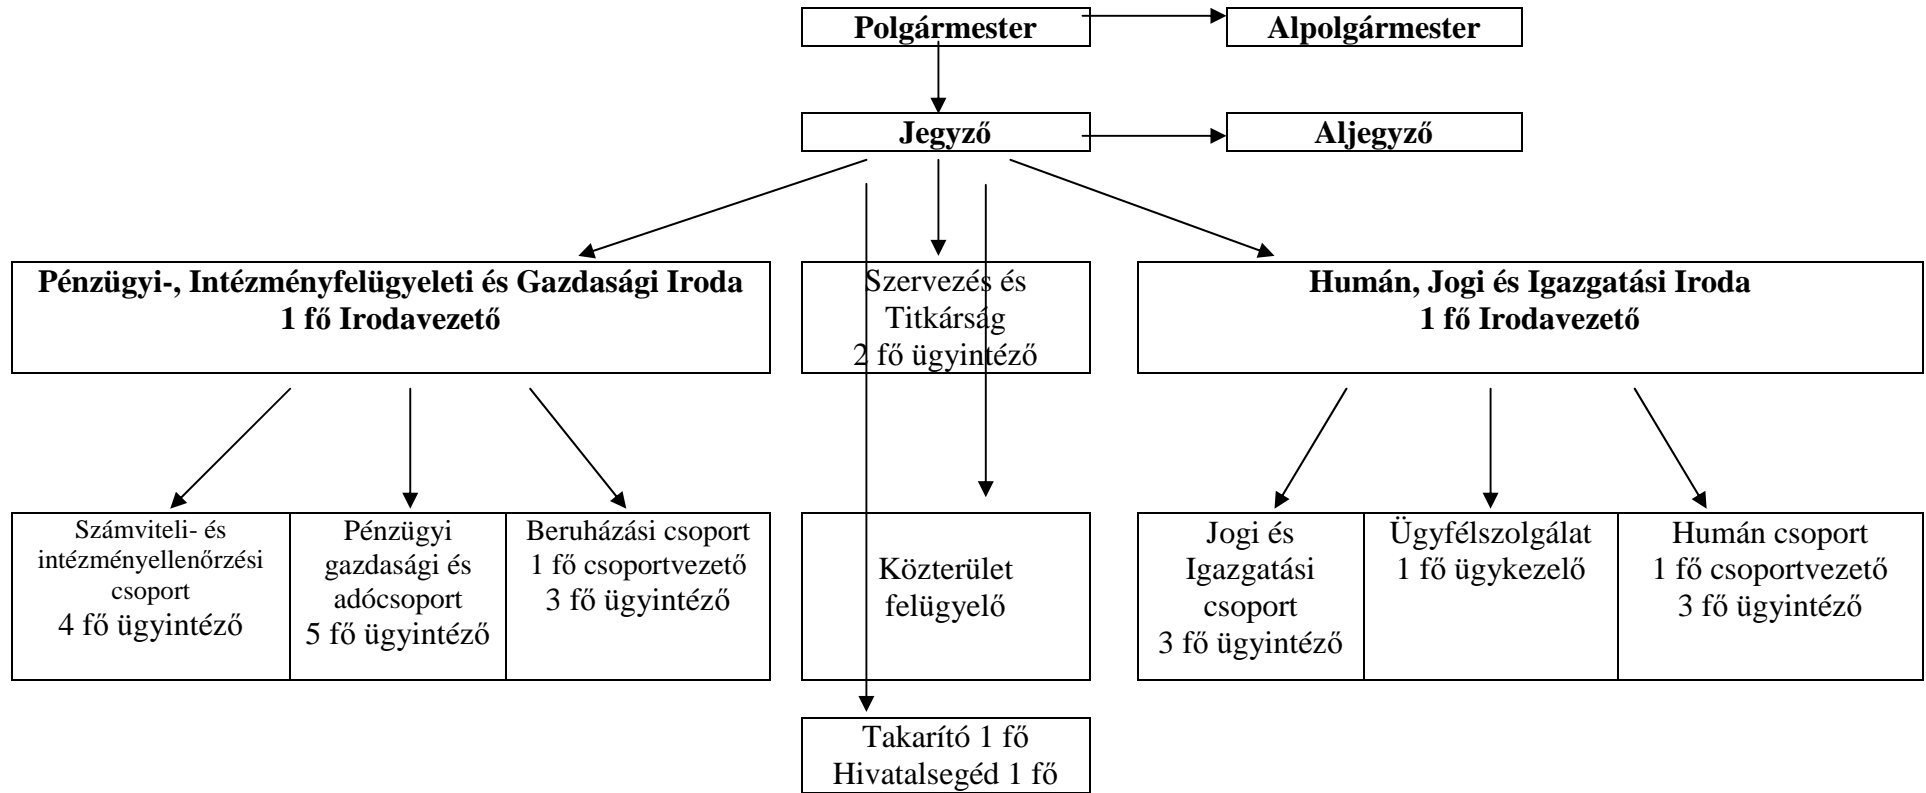 Polgármester
Alpolgármester
Jegyző
Aljegyző
Pénzügyi-, Intézményfelügyeleti és Gazdasági Iroda
1 fő Irodavezető
Szervezés és
Titkárság
2 fő ügyintéző
Humán, Jogi és Igazgatási Iroda
1 fő Irodavezető
Számviteli- és
intézményellenőrzési
csoport
4 fő ügyintéző
Pénzügyi
gazdasági és
adócsoport
5 fő ügyintéző
Beruházási csoport
1 fő csoportvezető
3 fő ügyintéző
Közterület
felügyelő
Jogi és
Igazgatási
csoport
3 fő ügyintéző
Ügyfélszolgálat
1 fő ügykezelő
Humán csoport
1 fő csoportvezető
3 fő ügyintéző
Takarító 1 fő
Hivatalsegéd 1 fő